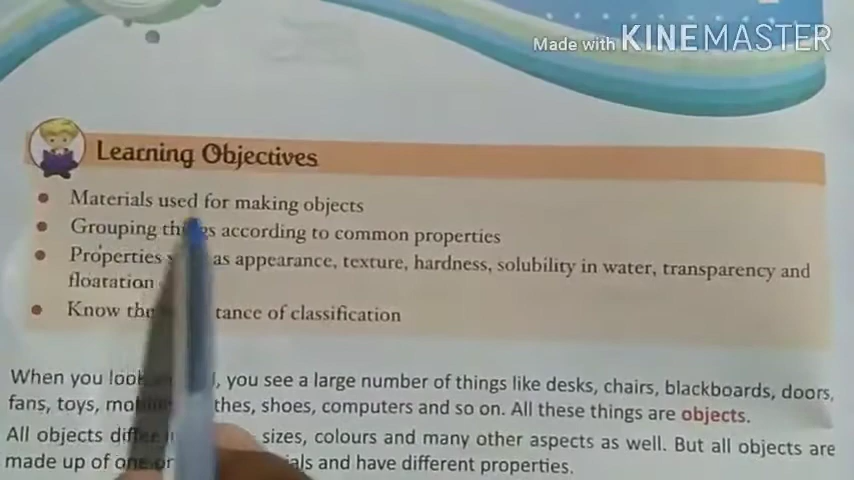 Made with KINEMASTER
Learning Objectives
Materials used for making objects
Grouping things according to common properties
Properties as appearance, texture, hardness, solubility in water, transparency and
floatation
Know the tance of classification
When you look , you see a large number of things like desks, chairs, blackboards, doors,
fans, toys, thes, shoes, computers and so on. All these things are objects.
All objects sizes, colours and many other aspects as well. But all objects are
made up of one or als and have different properties.